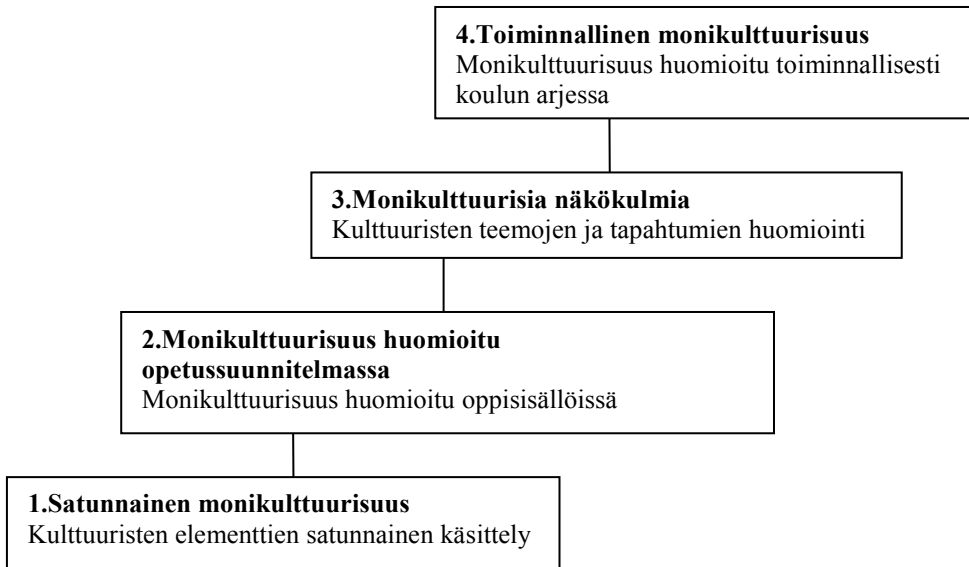 4.Toiminnallinen monikulttuurisuus
Monikulttuurisuus huomioitu toiminnallisesti
koulun arjessa
3.Monikulttuurisia näkökulmia
Kulttuuristen teemojen ja tapahtumien huomiointi
2.Monikulttuurisuus huomioitu
opetussuunnitelmassa
Monikulttuurisuus huomioitu oppisisällöissä
1.Satunnainen monikulttuurisuus
Kulttuuristen elementtien satunnainen käsittely